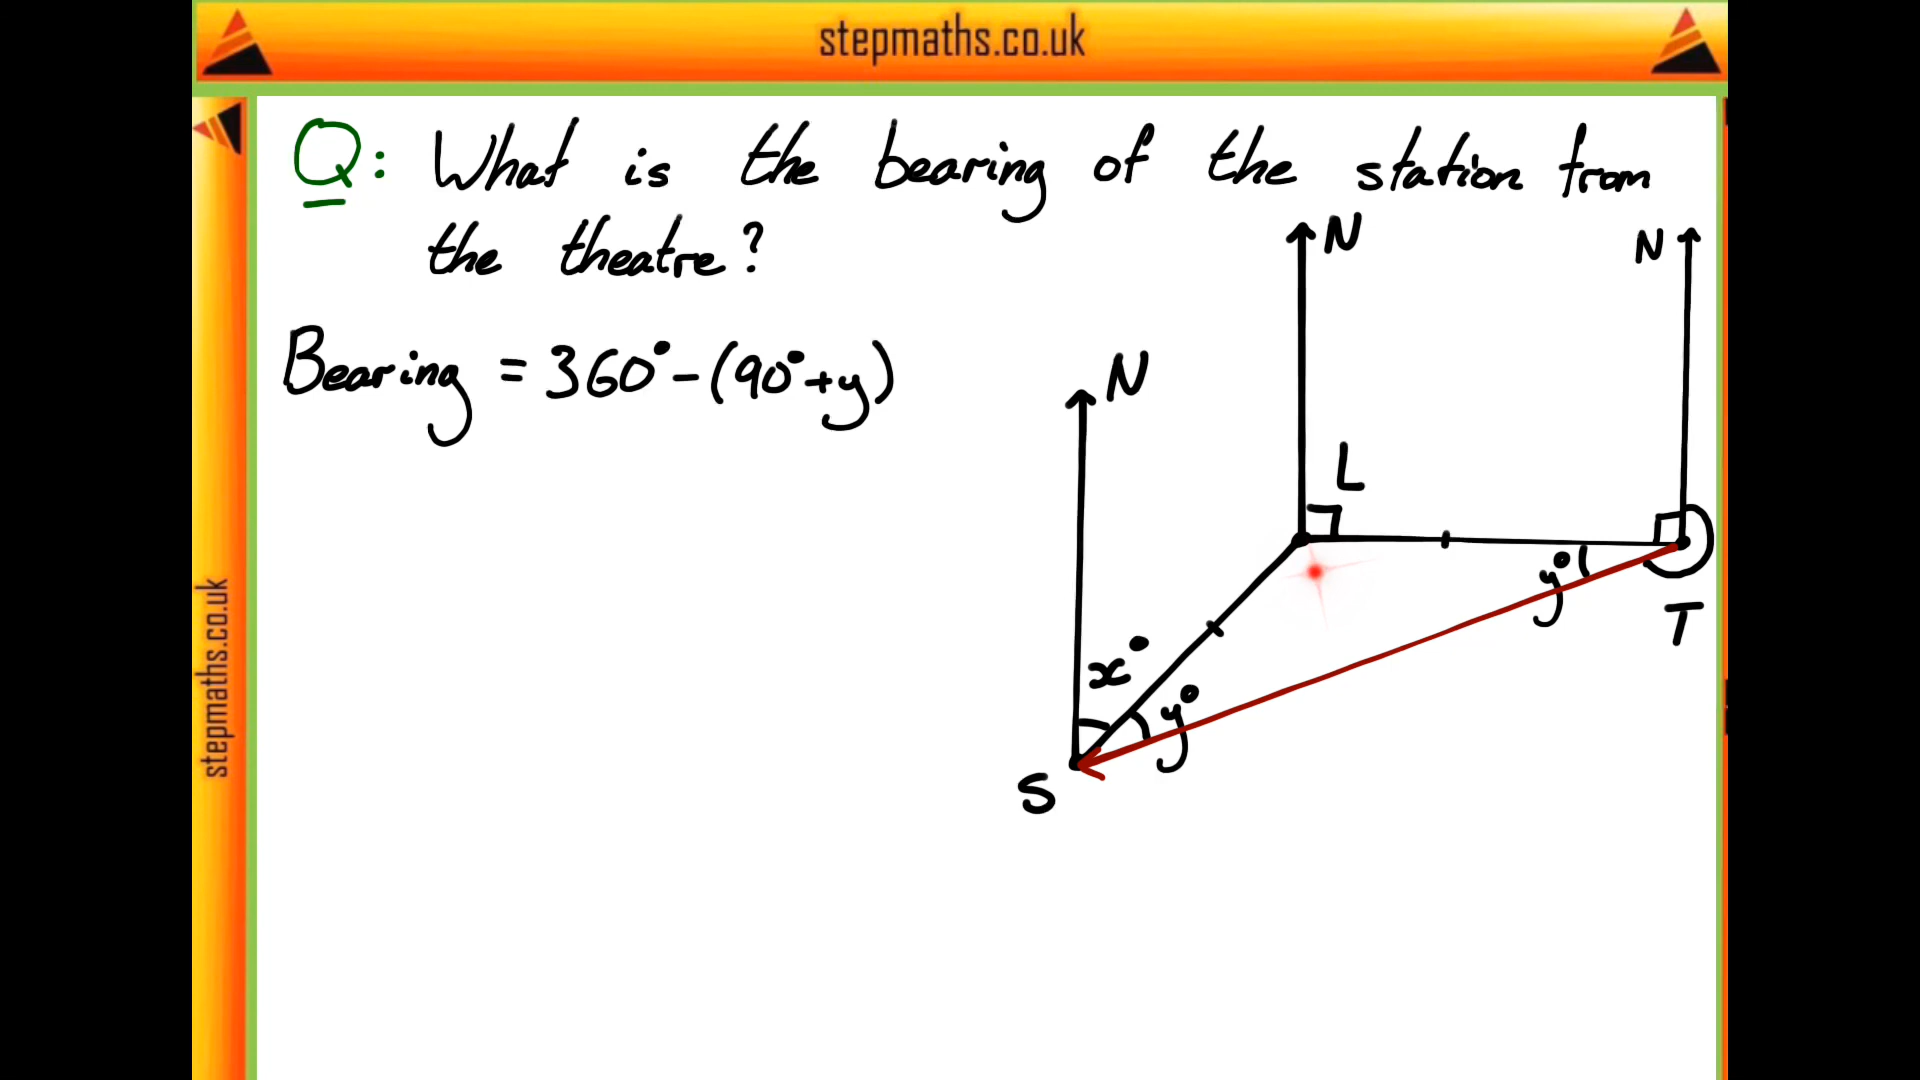 stepmaths.co.uk
Q: What is the bearing of the station from
the theatre?
Bearing = 360° - (90° + y)
N
N
N
L
y°
T
x°
y°
S
stepmaths.co.uk